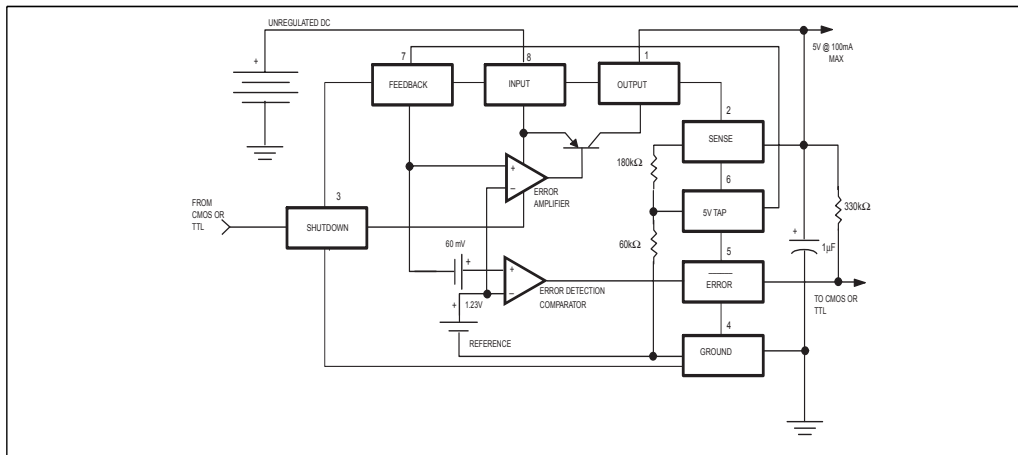 UNREGULATED DC
+
7
8
1
5V @ 100mA
MAX
FEEDBACK
INPUT
OUTPUT
2
SENSE
180kΩ
+
−
ERROR
AMPLIFIER
6
5V TAP
330kΩ
FROM
CMOS OR
TTL
3
SHUTDOWN
60kΩ
+
1µF
60 mV
+
+
−
ERROR DETECTION
COMPARATOR
5
ERROR
TO CMOS OR
TTL
+
1.23V
REFERENCE
4
GROUND